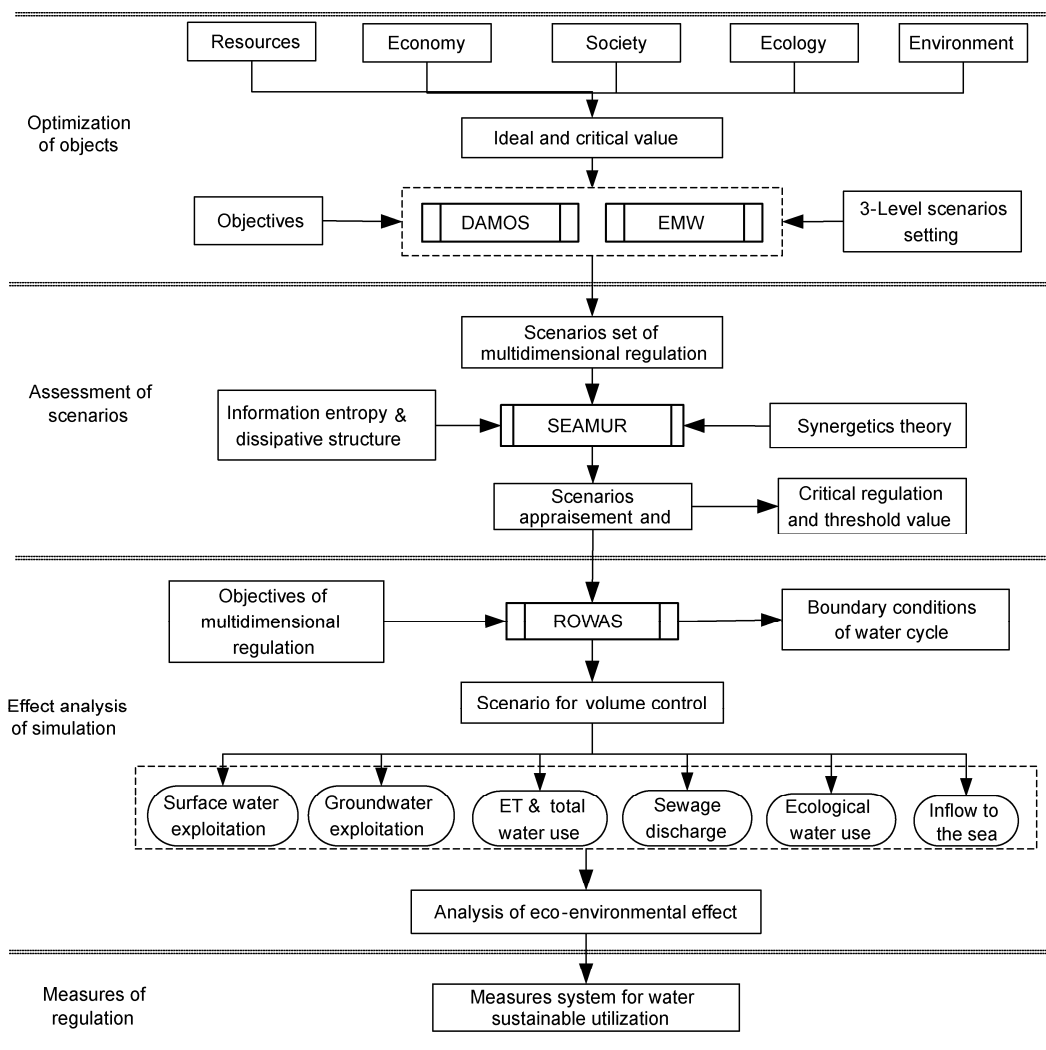 Resources
Economy
Society
Ecology
Environment
Optimization
of objects
Ideal and critical value
Objectives
DAMOS
EMW
3-Level scenarios
setting
Scenarios set of
multidimensional regulation
Assessment of
scenarios
Information entropy &
dissipative structure
SEAMUR
Synergetics theory
Scenarios
appraisement and
Critical regulation
and threshold value
Objectives of
multidimensional
regulation
ROWAS
Boundary conditions
of water cycle
Effect analysis
of simulation
Scenario for volume control
Surface water
exploitation
Groundwater
exploitation
ET & total
water use
Sewage
discharge
Ecological
water use
Inflow to
the sea
Analysis of eco-environmental effect
Measures of
regulation
Measures system for water
sustainable utilization